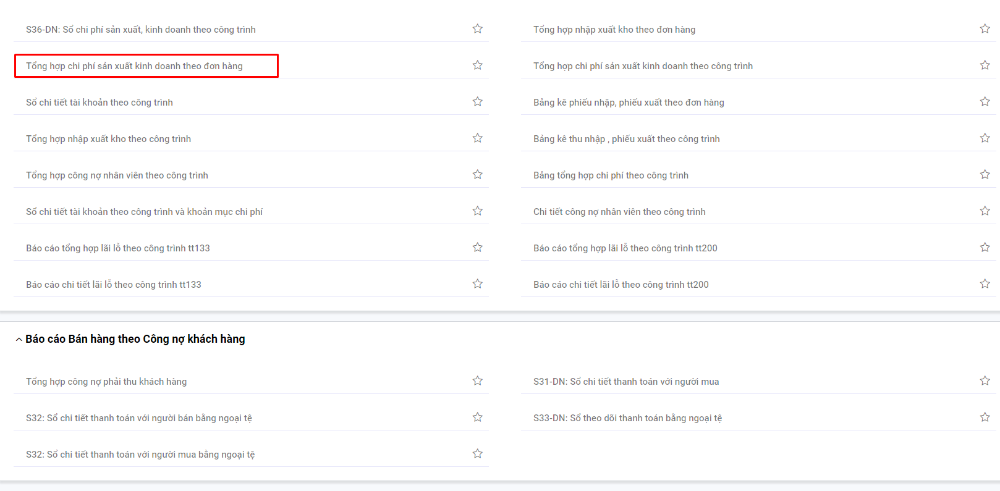 S36-DN: Sổ chi phí sản xuất, kinh doanh theo công trình
Tổng hợp nhập xuất kho theo đơn hàng
Tổng hợp chi phí sản xuất kinh doanh theo đơn hàng
Tổng hợp chi phí sản xuất kinh doanh theo công trình
Sổ chi tiết tài khoản theo công trình
Bảng kê phiếu nhập, phiếu xuất theo đơn hàng
Tổng hợp nhập xuất kho theo công trình
Bảng kê thu nhập , phiếu xuất theo công trình
Tổng hợp công nợ nhân viên theo công trình
Bảng tổng hợp chi phí theo công trình
Sổ chi tiết tài khoản theo công trình và khoản mục chi phí
Chi tiết công nợ nhân viên theo công trình
Báo cáo tổng hợp lãi lỗ theo công trình tt133
Báo cáo tổng hợp lãi lỗ theo công trình tt200
Báo cáo chi tiết lãi lỗ theo công trình tt133
Báo cáo chi tiết lãi lỗ theo công trình tt200
Báo cáo Bán hàng theo Công nợ khách hàng
Tổng hợp công nợ phải thu khách hàng
S31-DN: Sổ chi tiết thanh toán với người mua
S32: Sổ chi tiết thanh toán với người bán bằng ngoại tệ
S33-DN: Sổ theo dõi thanh toán bằng ngoại tệ
S32: Sổ chi tiết thanh toán với người mua bằng ngoại tệ